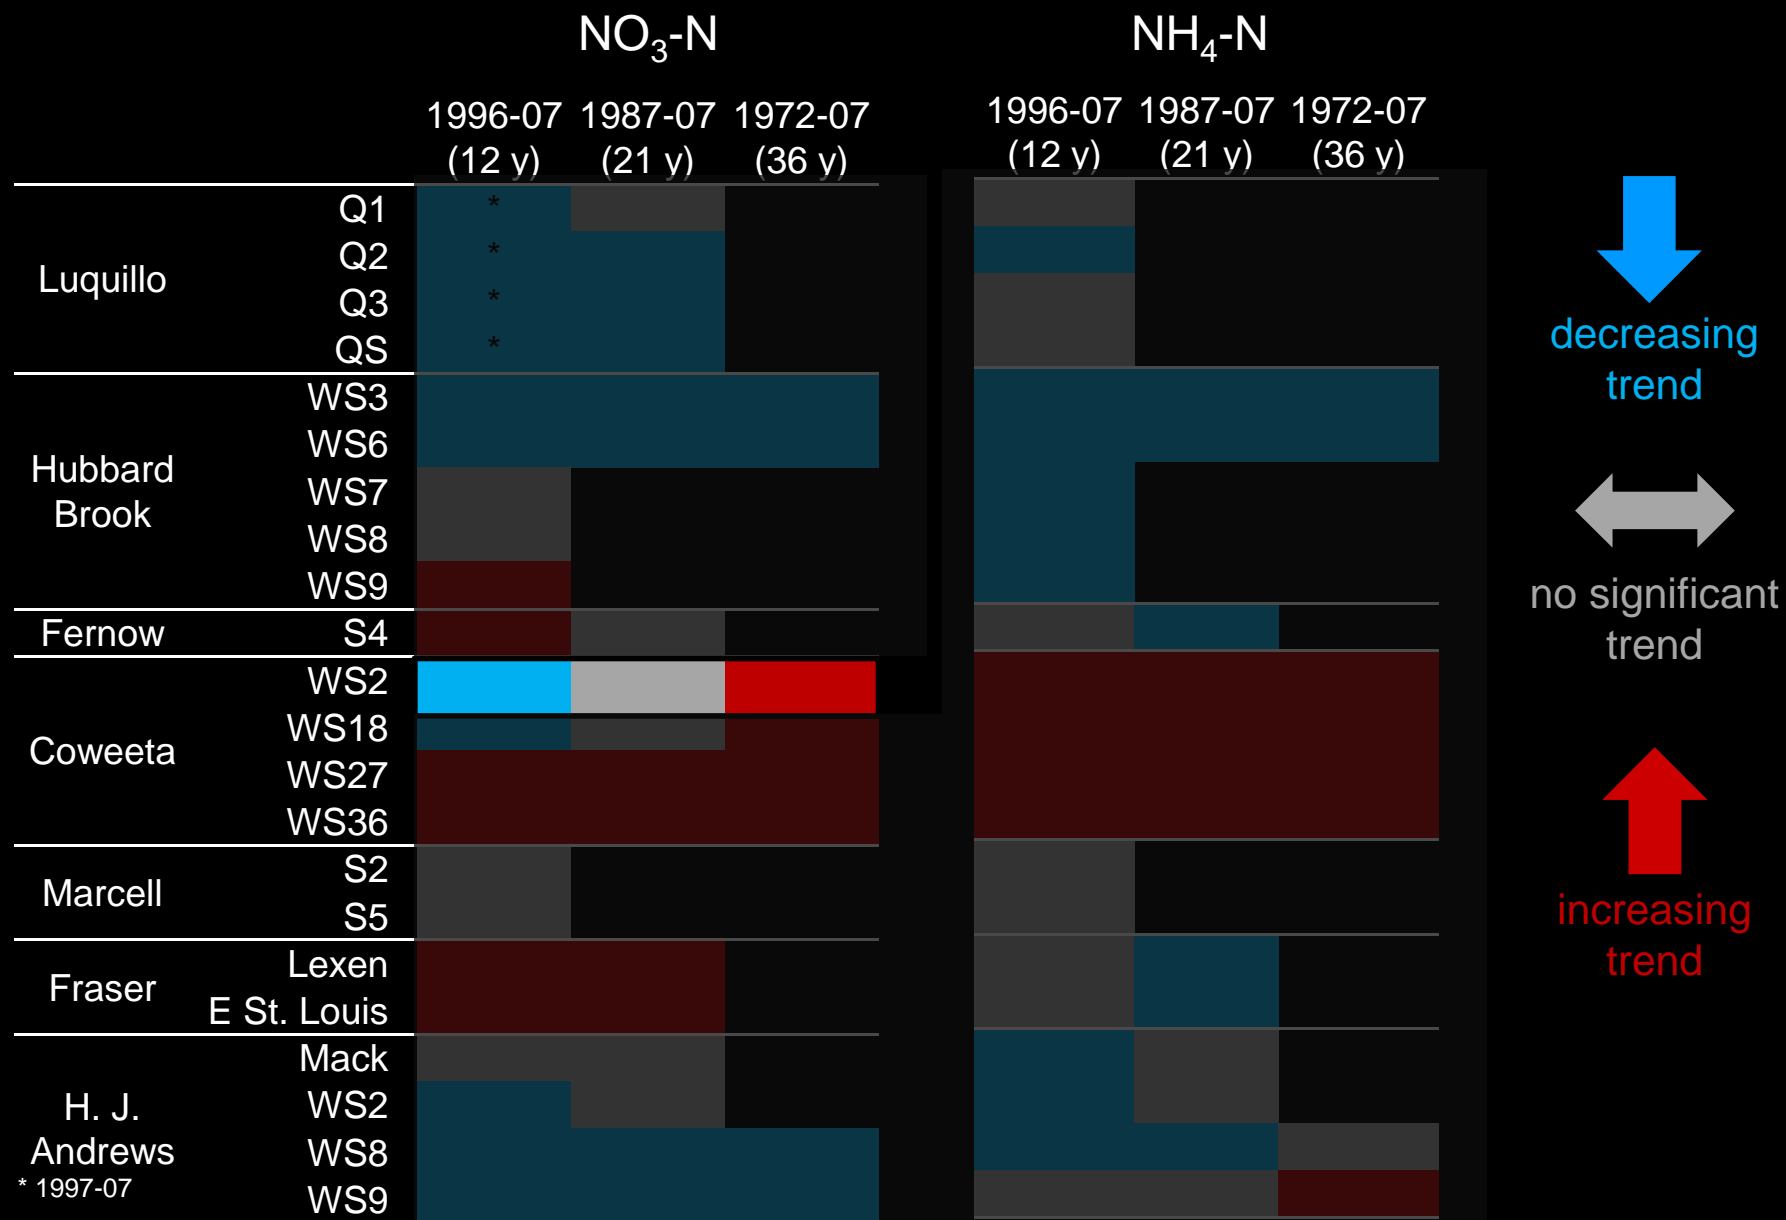 NO3-N
NH4-N
1996-07 1987-07 1972-07
(12 y) (21 y) (36 y)
1996-07 1987-07 1972-07
(12 y) (21 y) (36 y)
Luquillo
Q1 *
Q2 *
Q3 *
QS *
Hubbard
Brook
WS3
WS6
WS7
WS8
WS9
Fernow
S4
Coweeta
WS2
WS18
WS27
WS36
Marcell
S2
S5
Fraser
Lexen
E St. Louis
H. J.
Andrews
Mack
WS2
WS8
WS9
* 1997-07
decreasing
trend
no significant
trend
increasing
trend